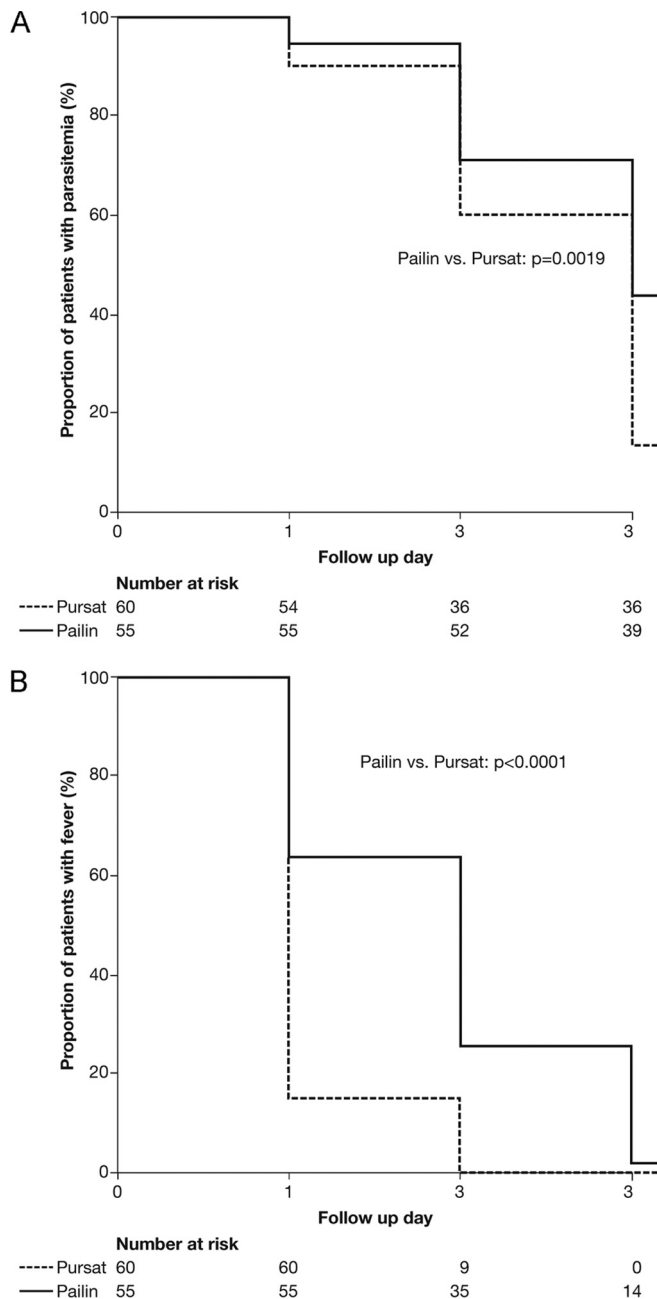 A
Proportion of patients with parasitemia (%)
100
80
60
40
20
0
Pailin vs. Pursat: p=0.0019
0 1 3 3
Follow up day
Number at risk
Pursat 60 54 36 36
Pailin 55 55 52 39
B
Proportion of patients with fever (%)
100
80
60
40
20
0
Pailin vs. Pursat: p<0.0001
0 1 3 3
Follow up day
Number at risk
Pursat 60 60 9 0
Pailin 55 55 35 14